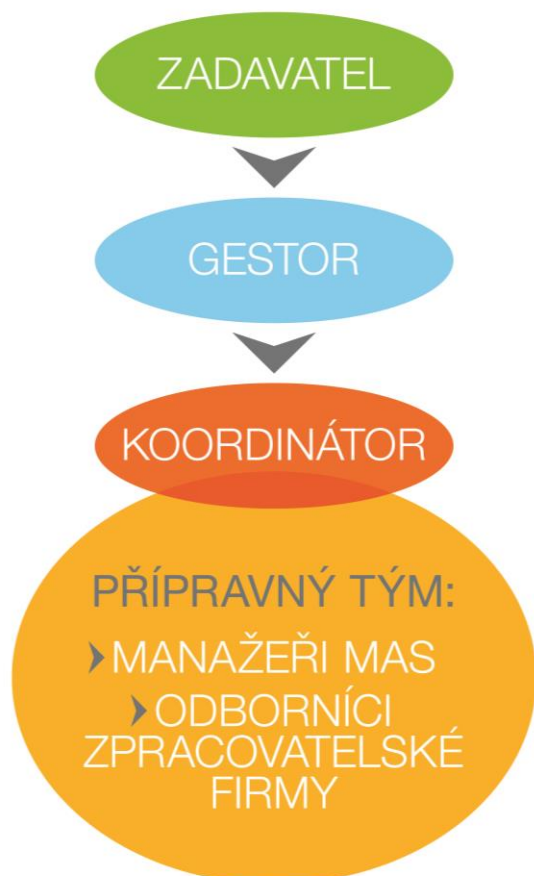 ZADAVATEL
GESTOR
KOORDINÁTOR
PŘÍPRAVNÝ TÝM:
MANAŽEŘI MAS
ODBORNÍCI
ZPRACOVATELSKÉ
FIRMY